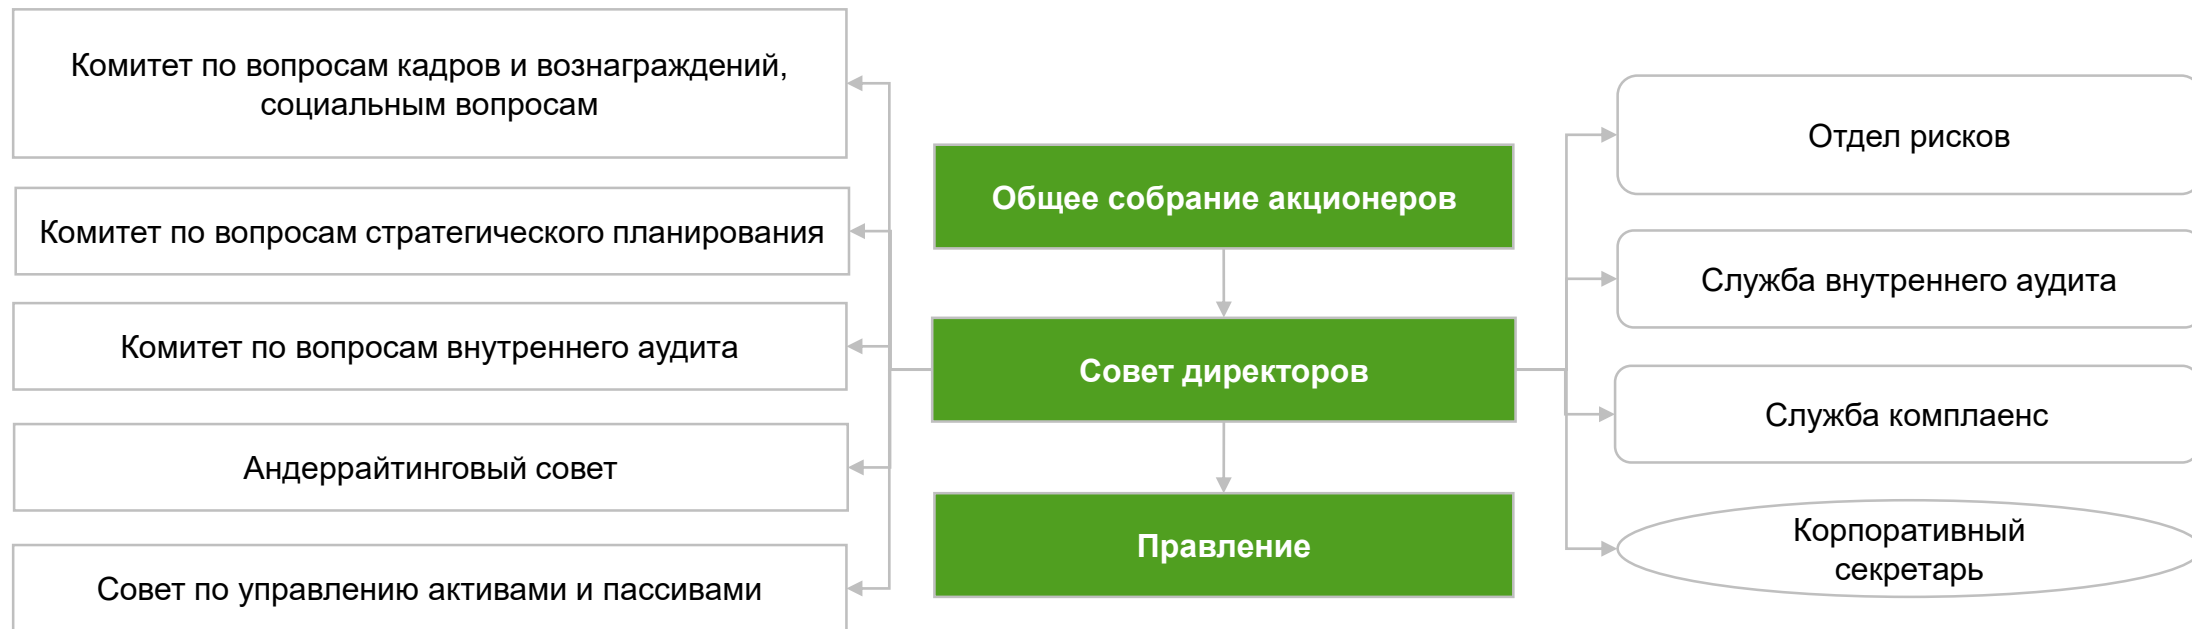 Комитет по вопросам кадров и вознаграждений,
социальным вопросам
Комитет по вопросам стратегического планирования
Комитет по вопросам внутреннего аудита
Андеррайтинговый совет
Совет по управлению активами и пассивами
Общее собрание акционеров
Совет директоров
Правление
Отдел рисков
Служба внутреннего аудита
Служба комплаенс
Корпоративный
секретарь